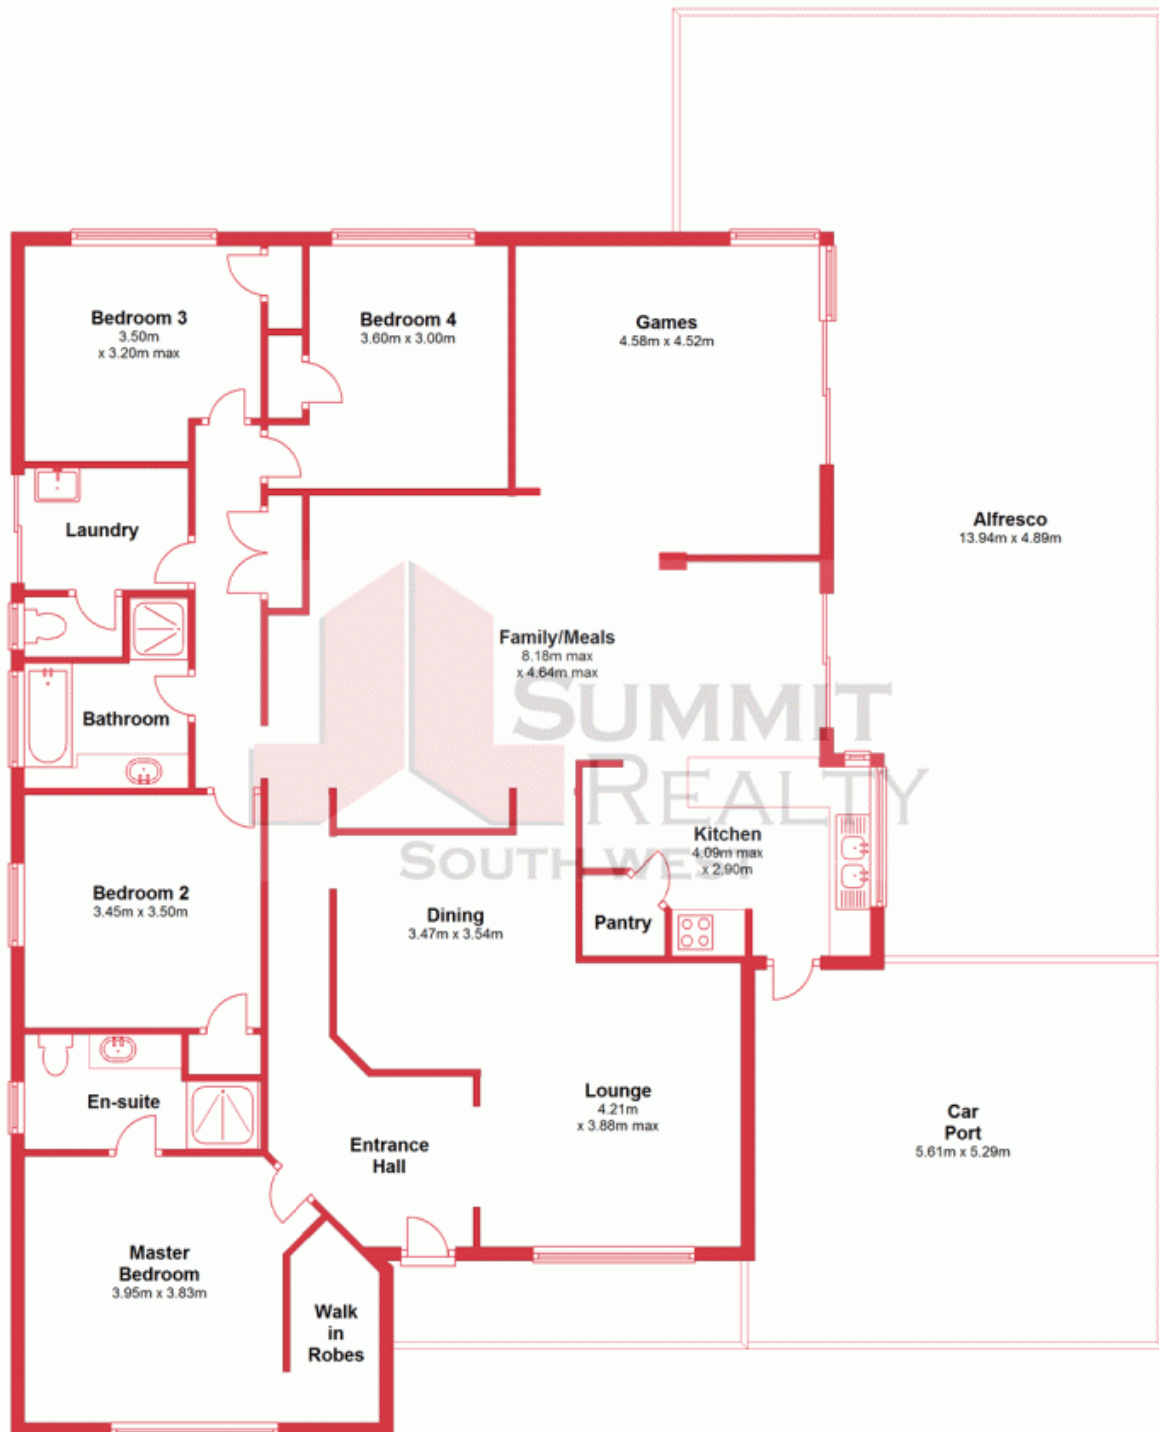 Bedroom 3
3.50m
x 3.20m max
Bedroom 4
3.60m x 3.00m
Games
4.58m x 4.52m
Laundry
Alfresco
13.94m x 4.89m
Family/Meals
8.18m max
x 4.64m max
Bathroom
SUMMIT
REALTY
SOUTH WEST
Kitchen
4.09m max
x 2.90m
Bedroom 2
3.45m x 3.50m
Dining
3.47m x 3.54m
Pantry
En-suite
Lounge
4.21m
x 3.88m max
Car
Port
5.61m x 5.29m
Entrance
Hall
Master
Bedroom
3.95m x 3.83m
Walk
in
Robes